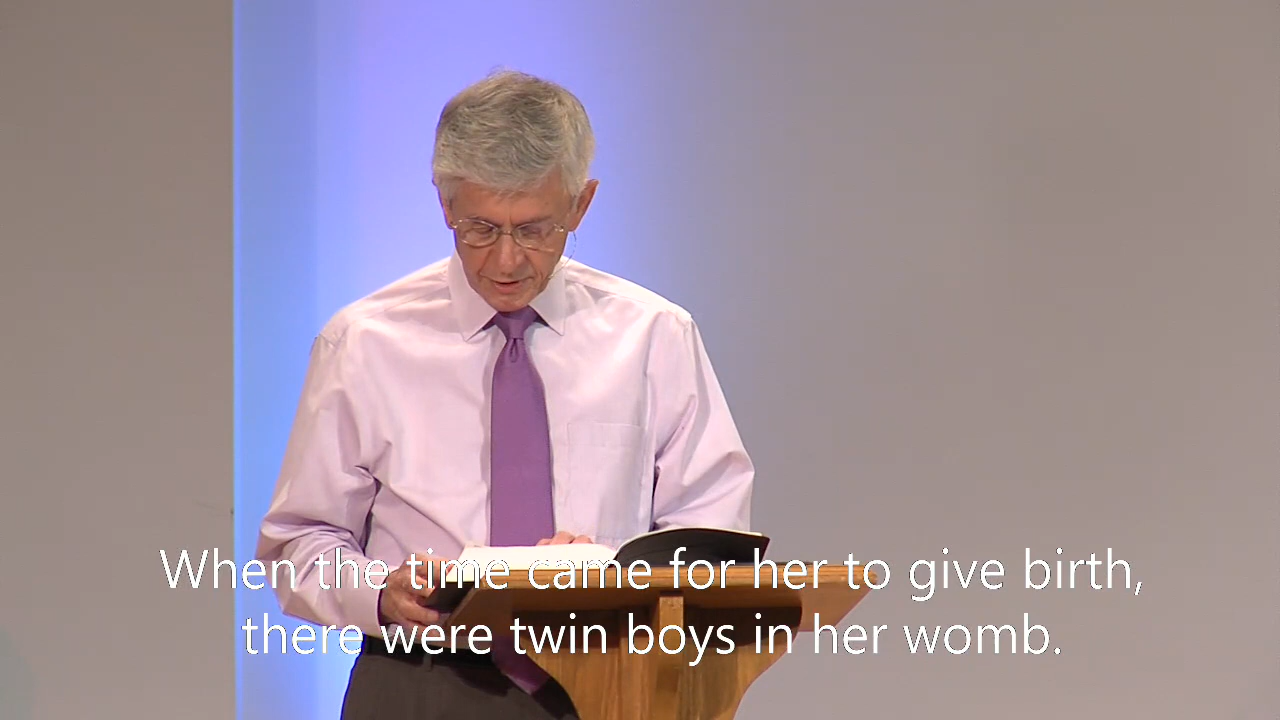 When the time came for her to give birth,
there were twin boys in her womb.